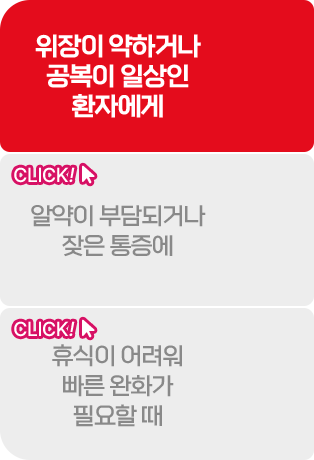 위장이 약하거나
공복이 일상인
환자에게
CLICK!
알약이 부담되거나
잦은 통증에
CLICK!
휴식이 어려워
빠른 완화가
필요할 때